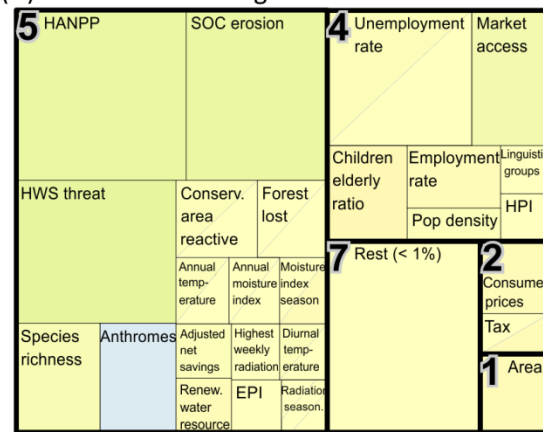 5 HANPP
SOC erosion
HWS threat
Conserv.
area
reactive
Forest
lost
Annual
temp-
erature
Annual
moisture
index
Moisture
index
season
Species
richness
Anthromes
Adjusted
net
savings
Highest
weekly
radiation
Diurnal
temp-
erature
Renew.
water
resource
EPI
Radiation
season.
4 Unemployment
rate
Market
access
Children
elderly
ratio
Employment
rate
Pop density
Linguisti
groups
HPI
7 Rest (< 1%)
2
Consume
prices
Tax
1 Area